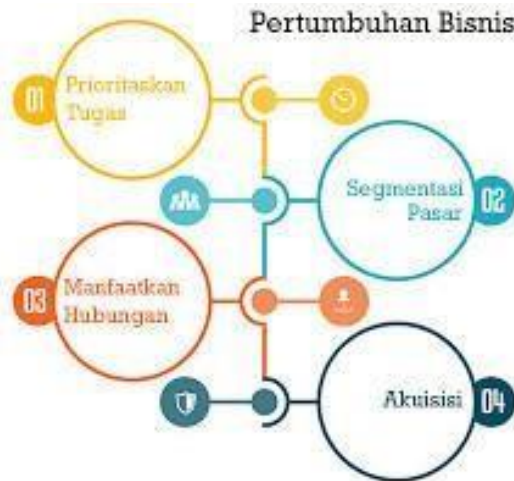 Pertumbuhan Bisnis
01
Prioritaskan
Tugas
Segmentasi
Pasar
02
03
Manfaatkan
Hubungan
Akuisisi
04